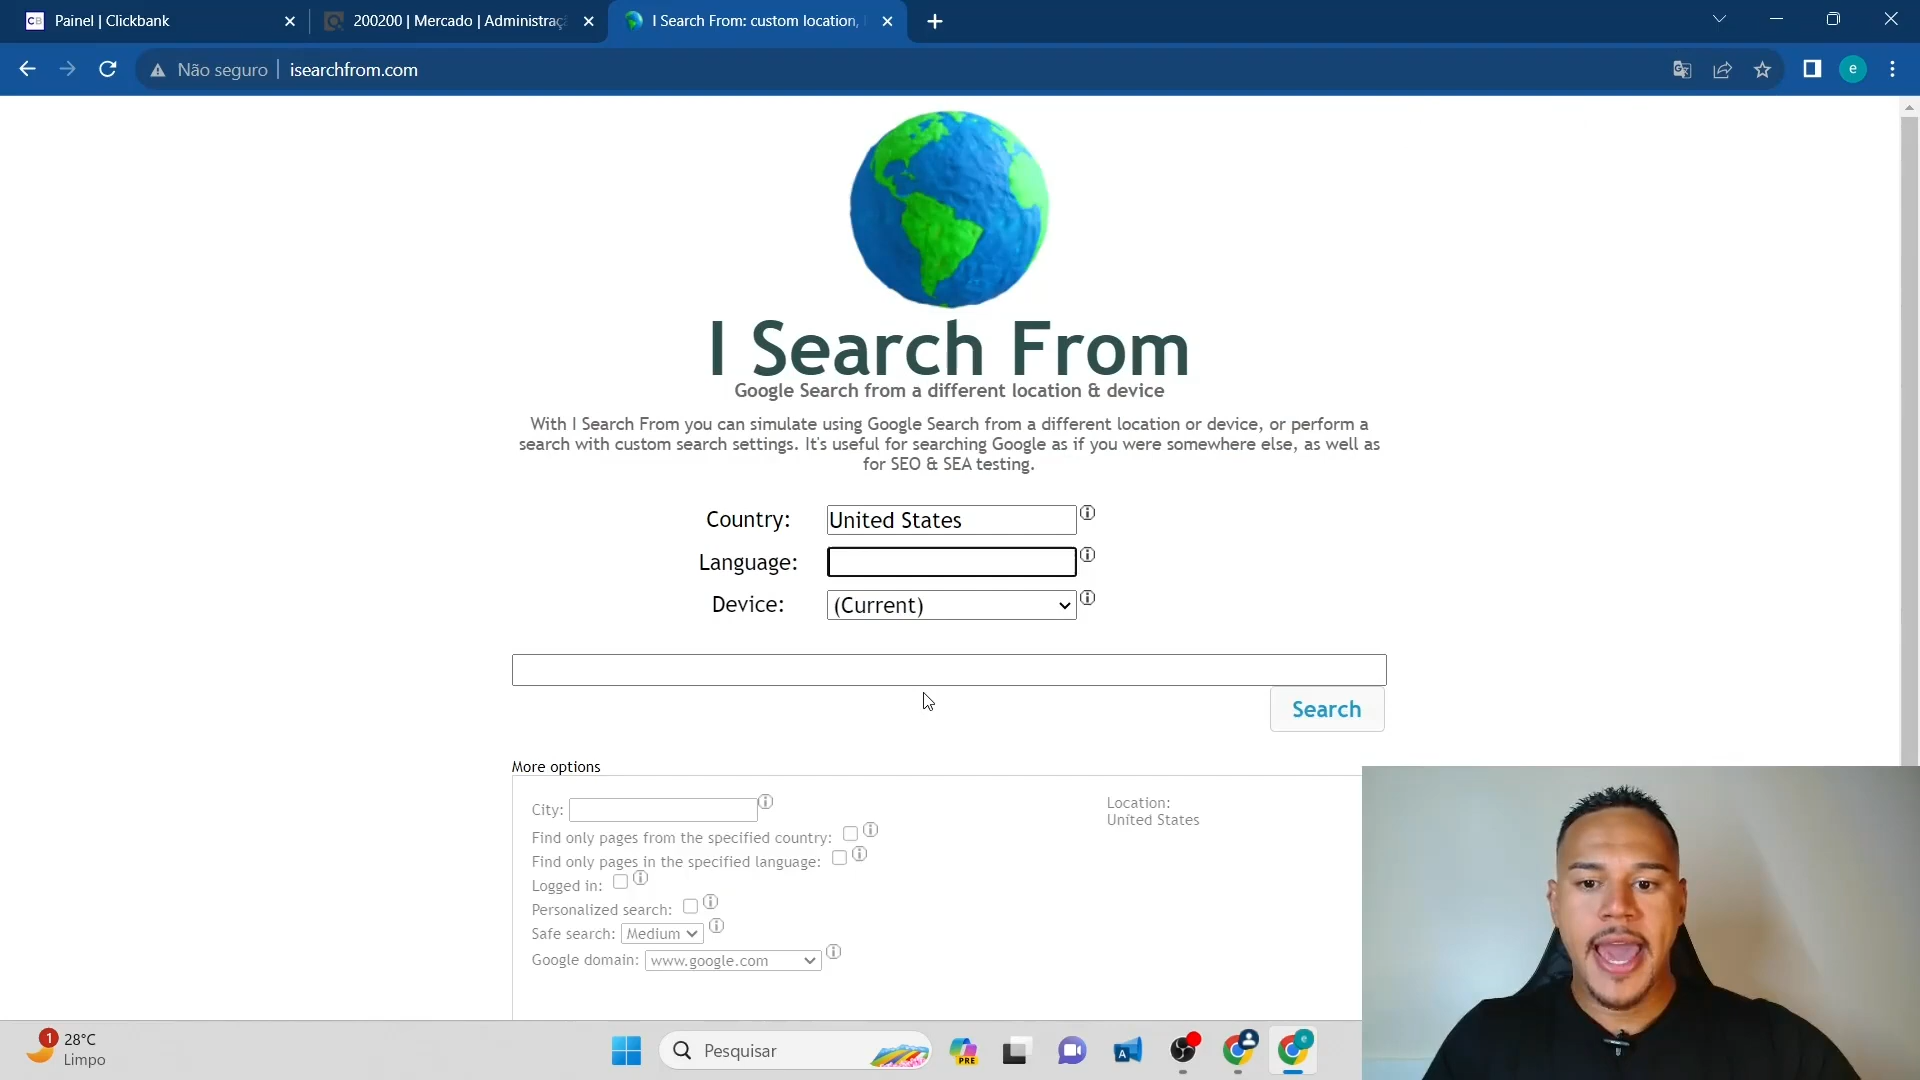 CB Painel | Clickbank
200200 | Mercado | Administraç
I Search From: custom location,
Não seguro | isearchfrom.com
e
I Search From
Google Search from a different location & device
With I Search From you can simulate using Google Search from a different location or device, or perform a
search with custom search settings. It's useful for searching Google as if you were somewhere else, as well as
for SEO & SEA testing.
Country: United States
Language:
Device: (Current)
Search
More options
City:
Find only pages from the specified country:
Find only pages in the specified language:
Logged in:
Personalized search:
Safe search: Medium
Google domain: www.google.com
Location:
United States
1
28°C
Limpo
Pesquisar
PRE
A
e